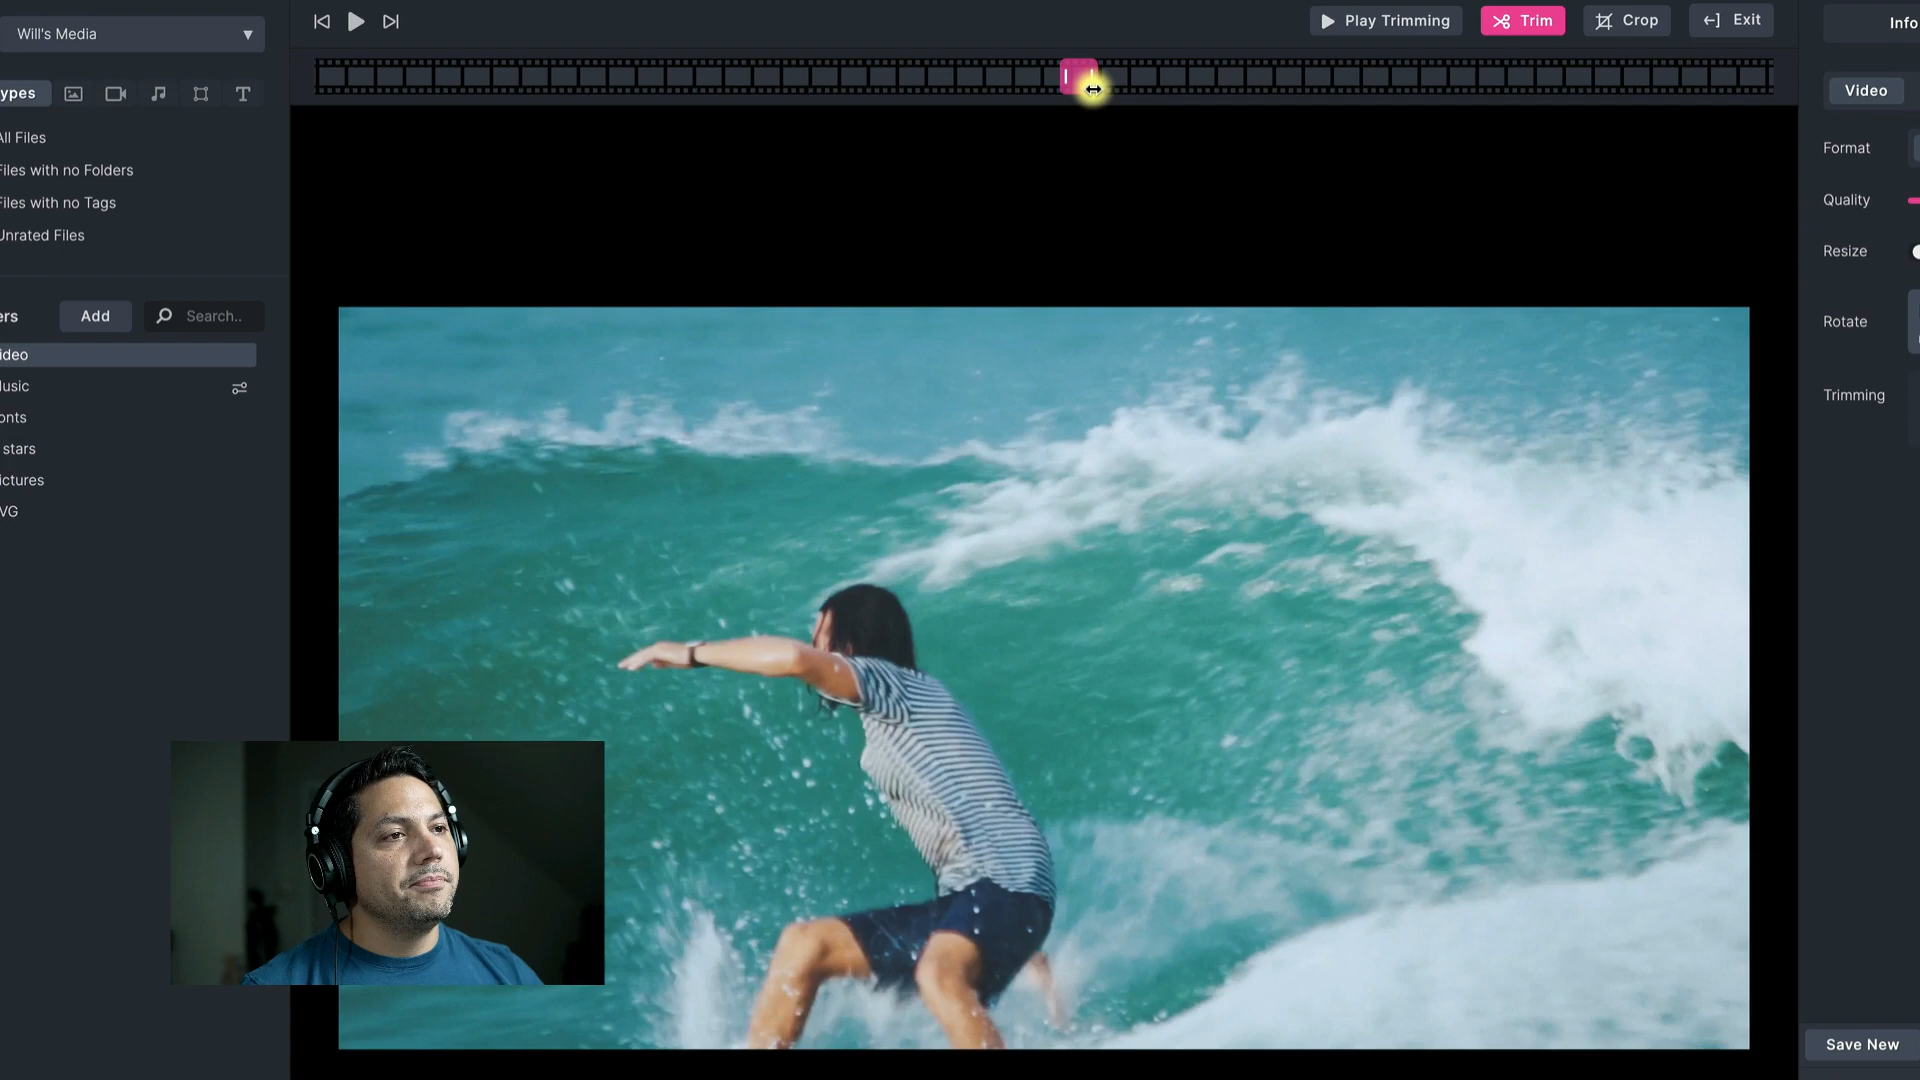 Will's Media
Play Trimming
Trim
Crop
Exit
Info
ypes
Video
All Files
Files with no Folders
Files with no Tags
Unrated Files
Format
Quality
Resize
Rotate
Trimming
ers
Add
Search..
ideo
lusic
onts
stars
ictures
VG
Save New